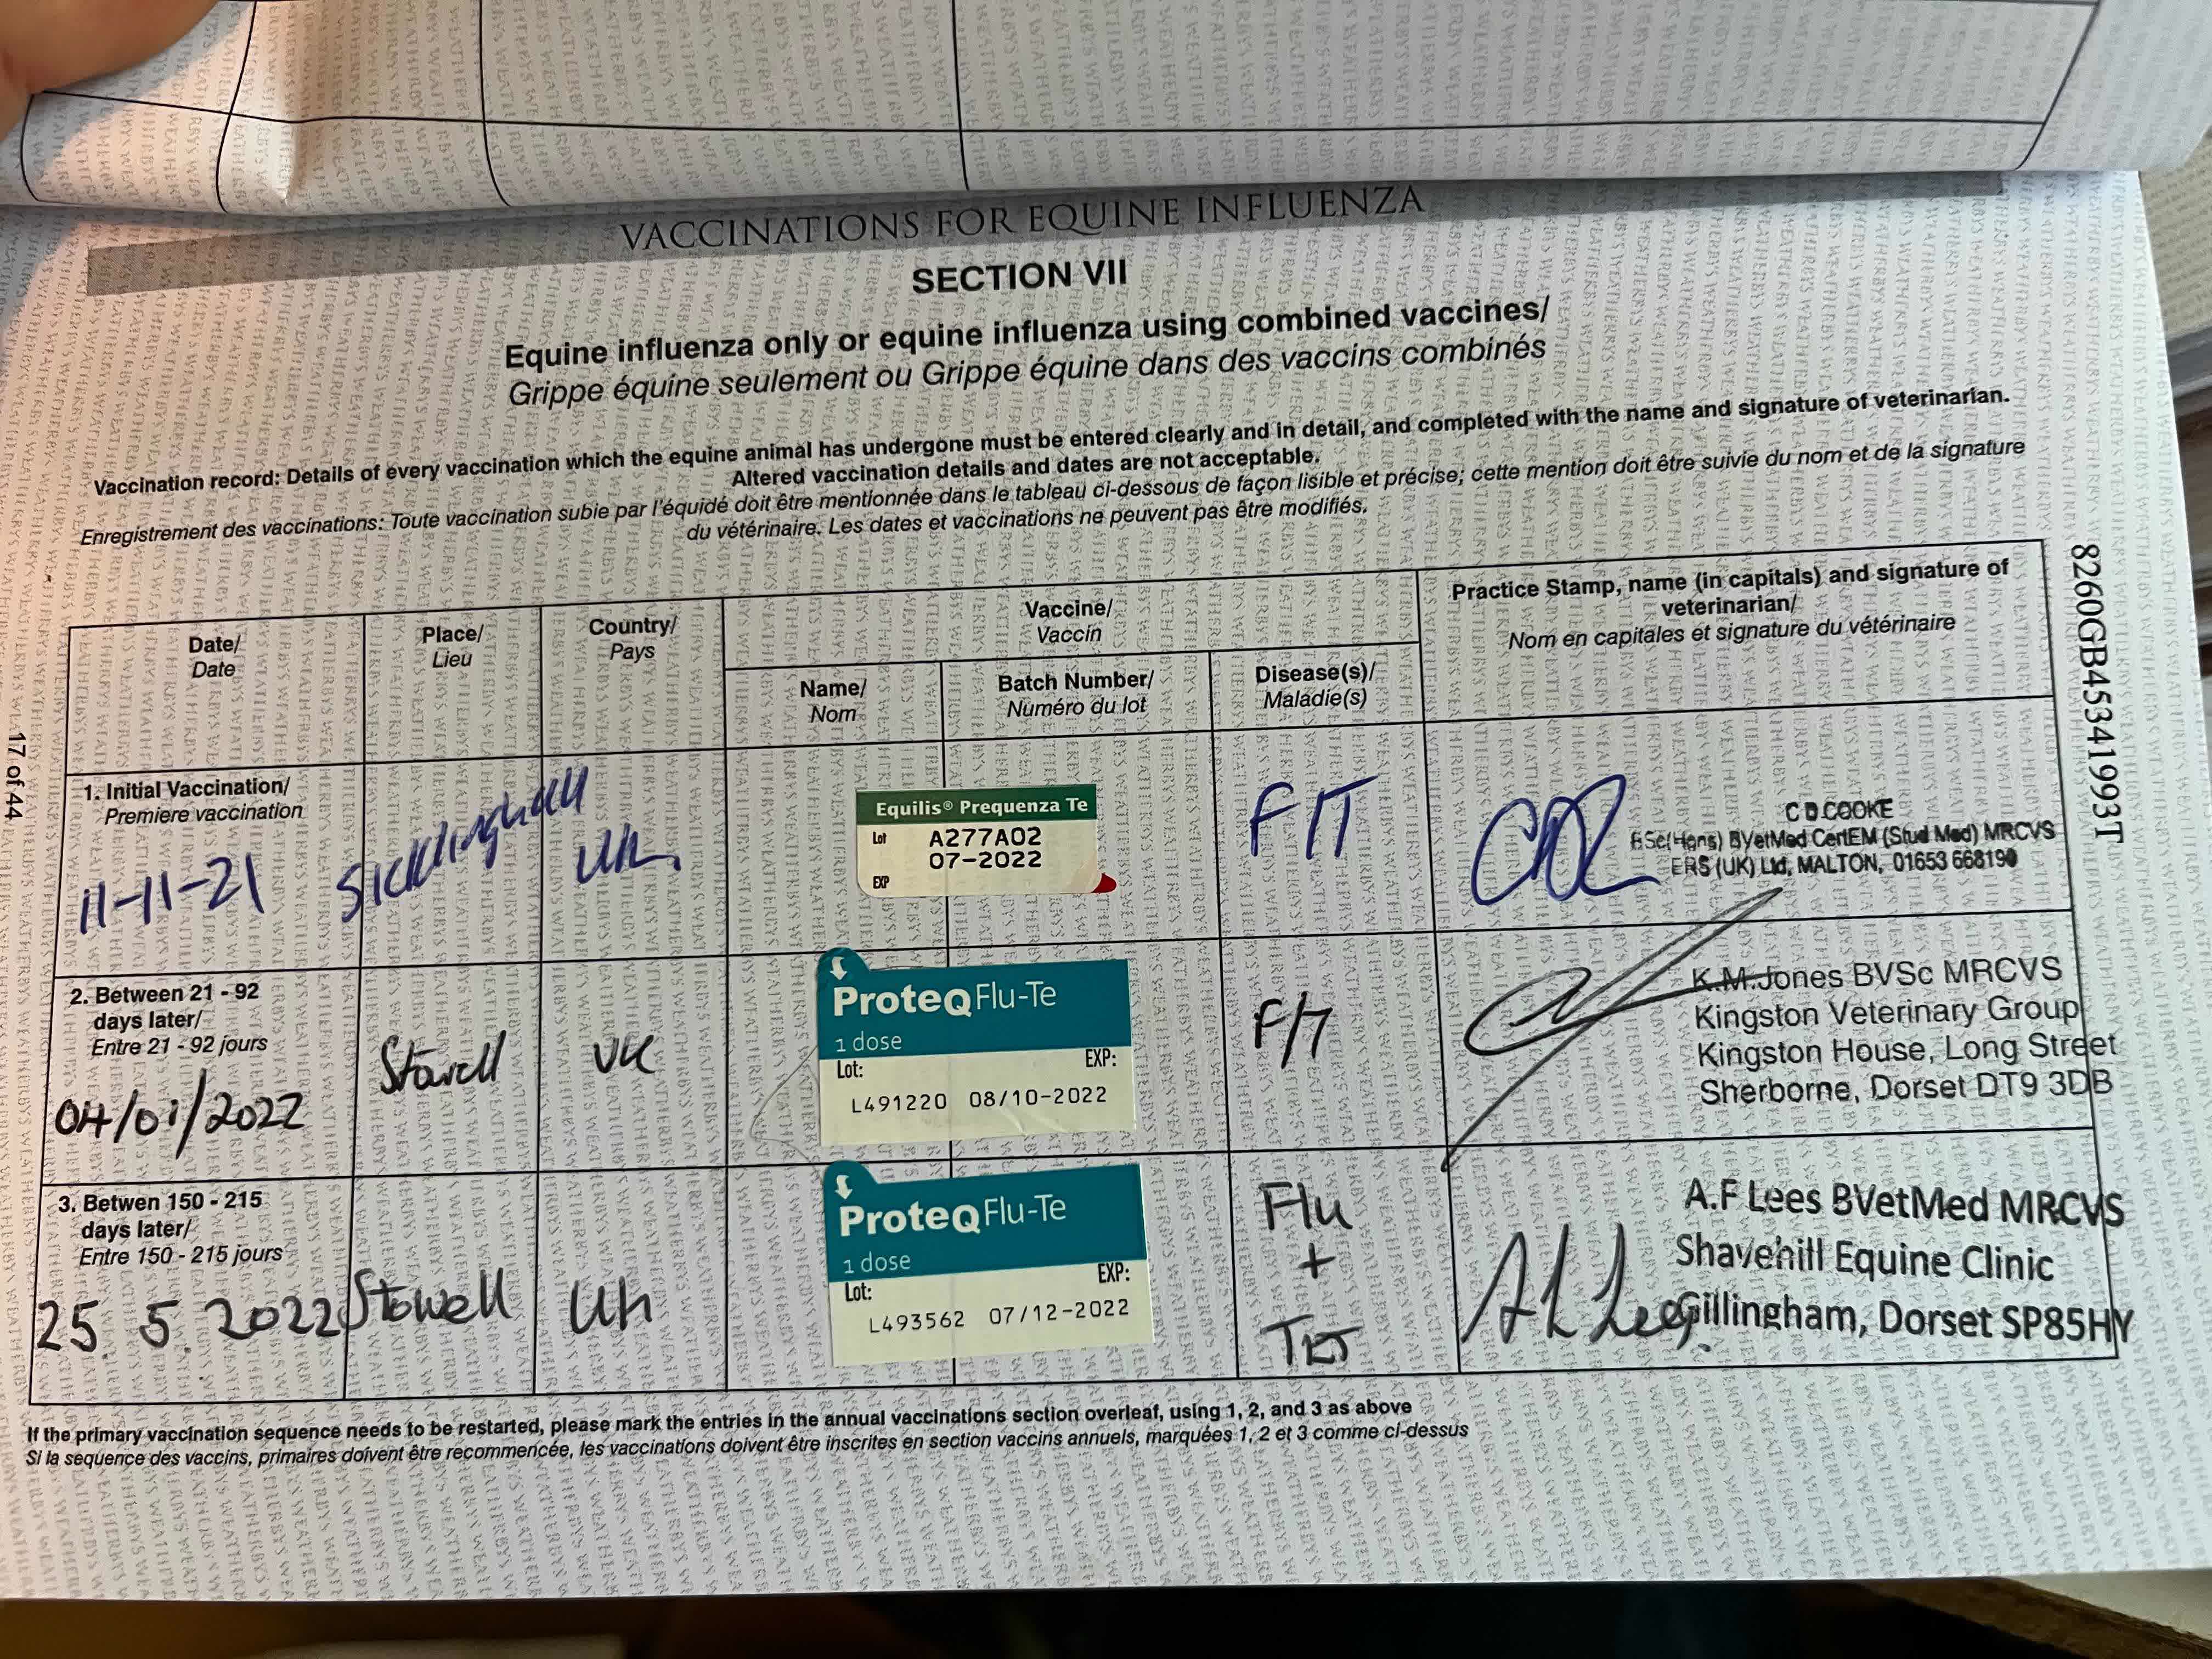 VACCINATIONS FOR EQUINE INFLUENZA
SECTION VII
Equine influenza only or equine influenza using combined vaccines/
Grippe équine seulement ou Grippe équine dans des vaccins combinés
Vaccination record: Details of every vaccination which the equine animal has undergone must be entered clearly and in detail, and completed with the name and signature of veterinarian.
Altered vaccination details and dates are not acceptable.
Enregistrement des vaccinations: Toute vaccination subie par l'équidé doit être mentionnée dans le tableau ci-dessous de façon lisible et précise; cette mention doit être suivie du nom et de la signature
du vétérinaire. Les dates et vaccinations ne peuvent pas être modifiés.
Date/
Date
Place/
Lieu
Country/
Pays
Vaccine/
Vaccin
Name/
Nom
Batch Number/
Numéro du lot
Disease(s)/
Maladie(s)
Practice Stamp, name (in capitals) and signature of
veterinarian/
Nom en capitales et signature du vétérinaire
1. Initial Vaccination/
Premiere vaccination
11-11-21
Sicklinghall
UK
Equilis® Prequenza Te
Lot A277A02
07-2022
EXP
F/T
C D COOKE
BSc(Hons) BVetMed CertEM (Stud Med) MRCVS
ERS (UK) Ltd, MALTON, 01653 668190
2. Between 21 - 92
days later/
Entre 21 - 92 jours
04/01/2022
Stowell
UK
ProteqFlu-Te
1 dose
Lot: EXP:
L491220 08/10-2022
F/T
K.M.Jones BVSc MRCVS
Kingston Veterinary Group
Kingston House, Long Street
Sherborne, Dorset DT9 3DB
3. Betwen 150 - 215
days later/
Entre 150 - 215 jours
25.5.2022
Stowell
UK
ProteqFlu-Te
1 dose
Lot: EXP:
L493562 07/12-2022
Flu
+
Tet
A.F Lees BVetMed MRCVS
Shavehill Equine Clinic
Gillingham, Dorset SP85HY
If the primary vaccination sequence needs to be restarted, please mark the entries in the annual vaccinations section overleaf, using 1, 2, and 3 as above
Si la sequence des vaccins, primaires doivent être recommencée, les vaccinations doivent être inscrites en section vaccins annuels, marquées 1, 2 et 3 comme ci-dessus
17 of 44
8260GB45341993T